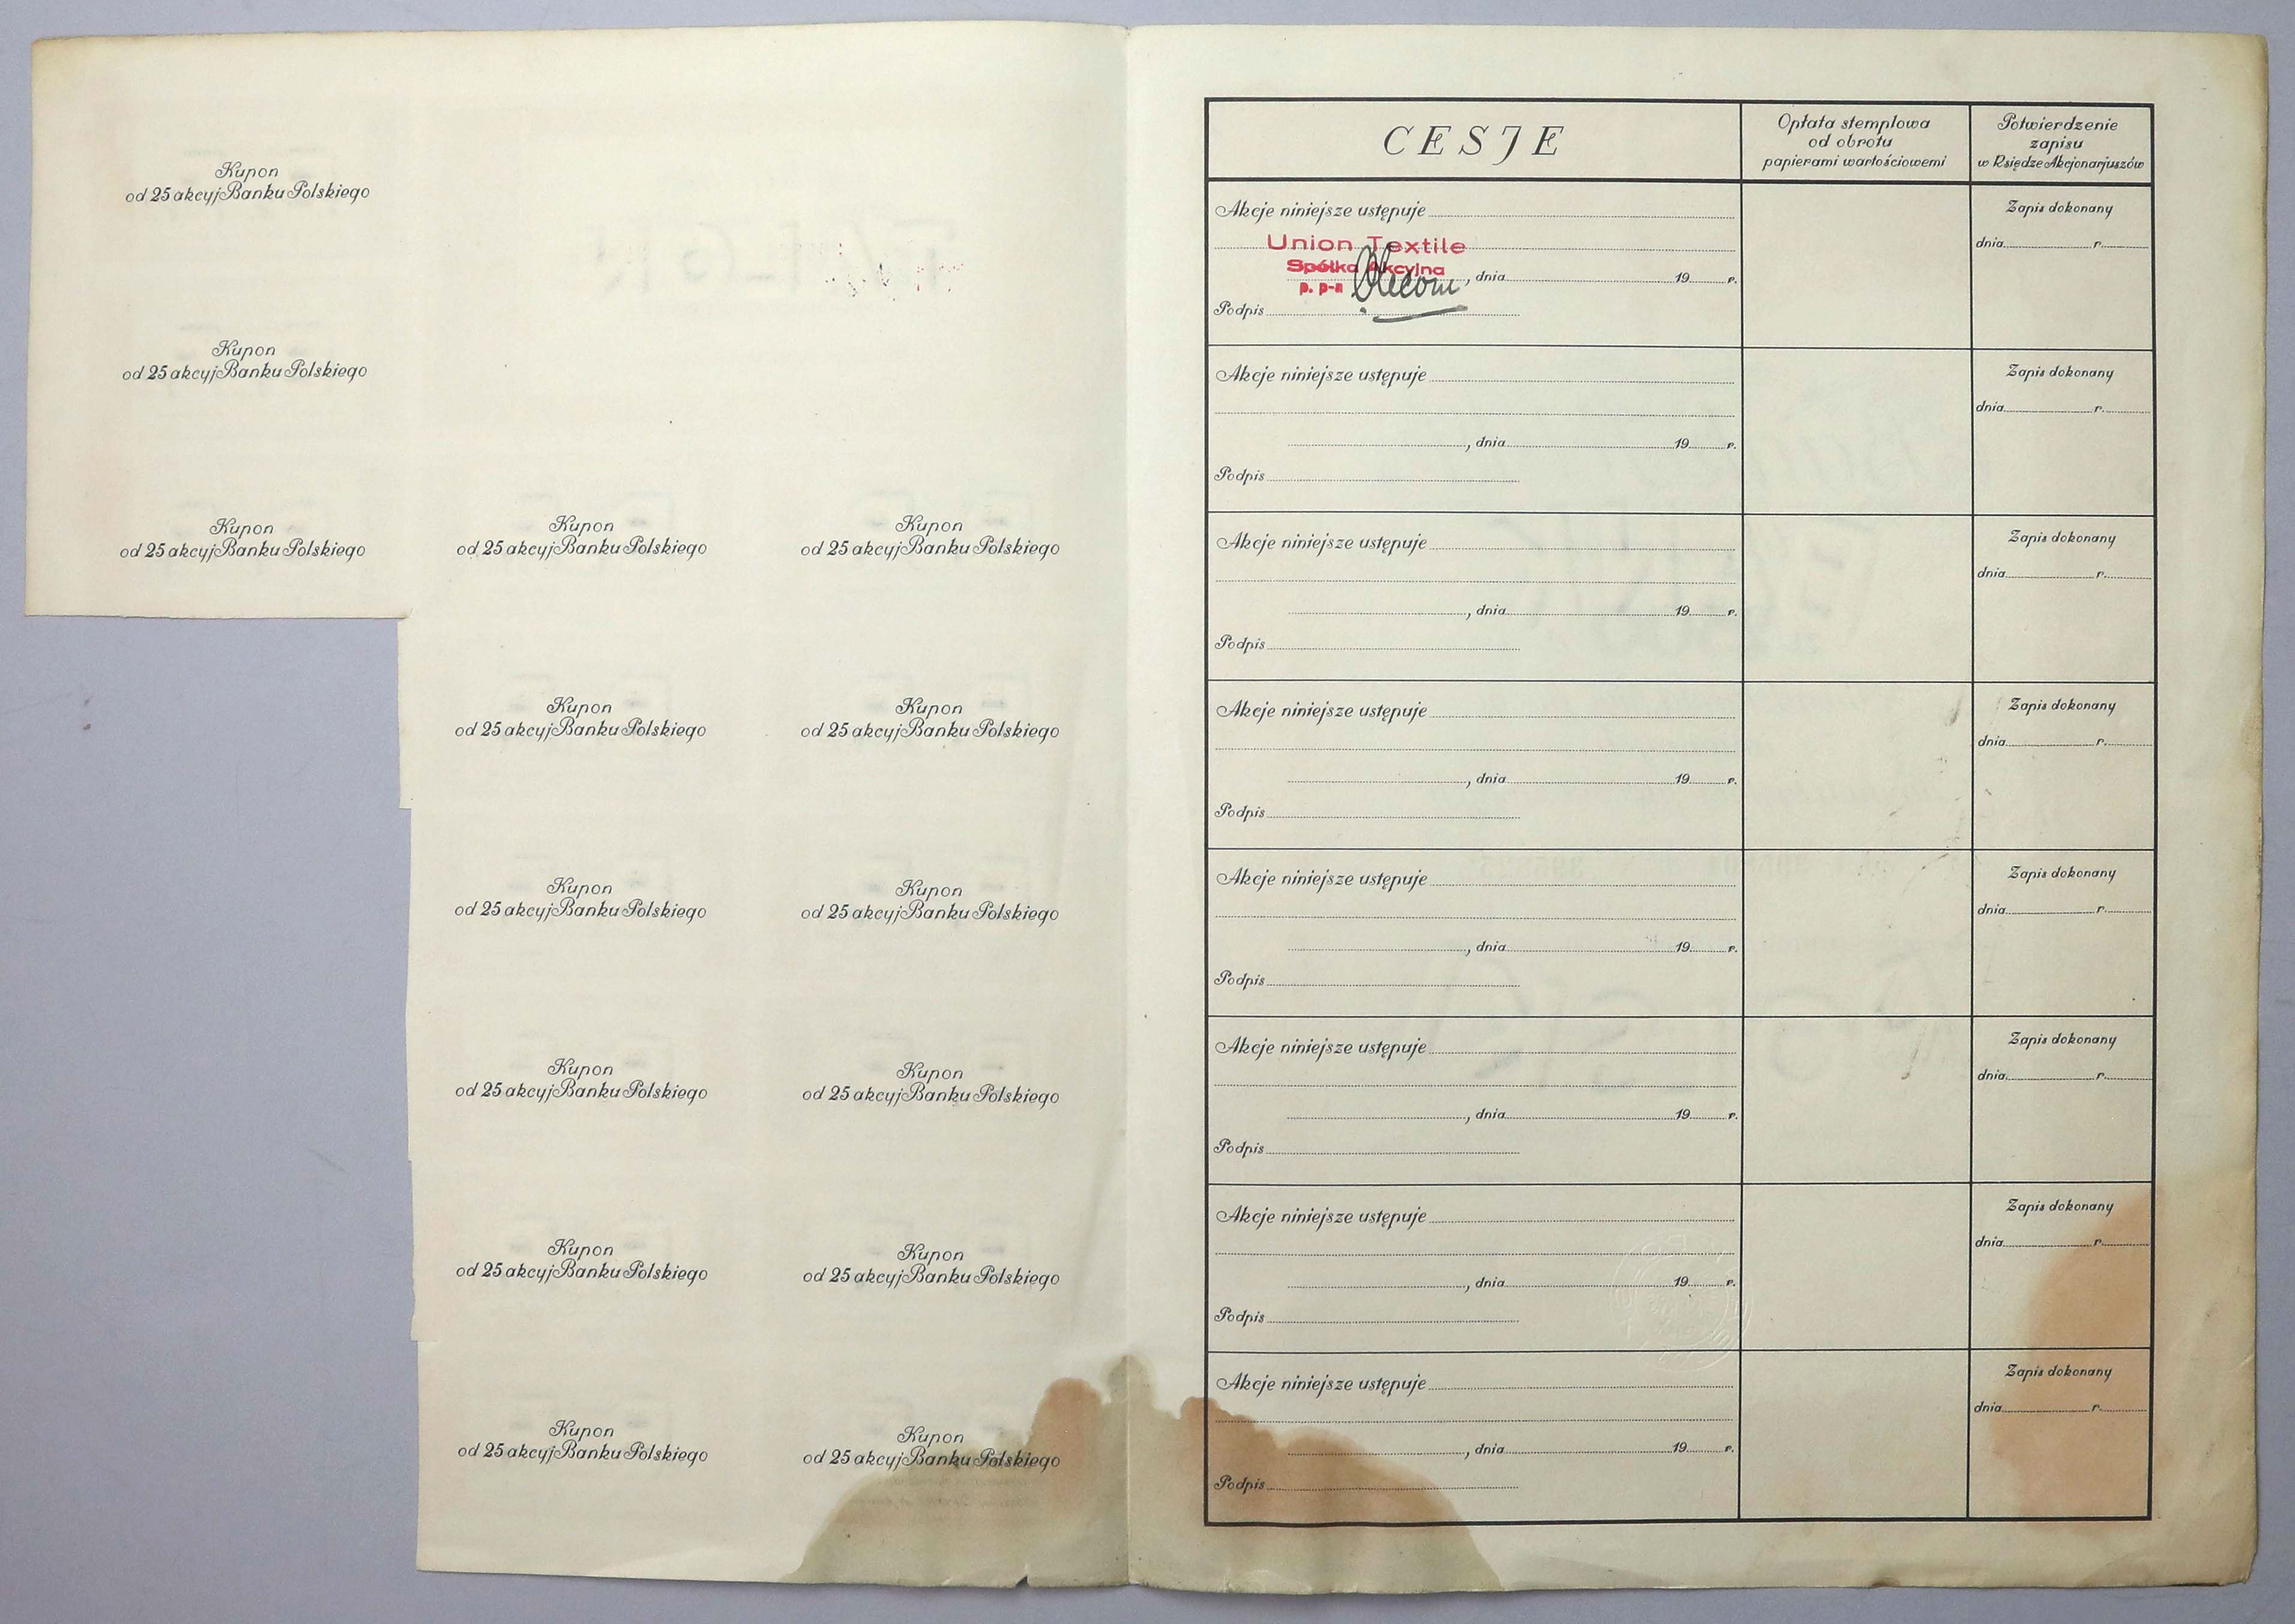 Kupon
od 25 akcyj Banku Polskiego
Kupon
od 25 akcyj Banku Polskiego
Kupon
od 25 akcyj Banku Polskiego
Kupon
od 25 akcyj Banku Polskiego
Kupon
od 25 akcyj Banku Polskiego
Kupon
od 25 akcyj Banku Polskiego
Kupon
od 25 akcyj Banku Polskiego
Kupon
od 25 akcyj Banku Polskiego
Kupon
od 25 akcyj Banku Polskiego
Kupon
od 25 akcyj Banku Polskiego
Kupon
od 25 akcyj Banku Polskiego
Kupon
od 25 akcyj Banku Polskiego
Kupon
od 25 akcyj Banku Polskiego
Kupon
od 25 akcyj Banku Polskiego
Kupon
od 25 akcyj Banku Polskiego
CESJE
Opłata stemplowa
od obrotu
papierami wartościowemi
Potwierdzenie
zapisu
w Księdze Akcjonarjuszów
Akcje niniejsze ustępuje
Union Textile
Spółka Akcyjna
p. p-a
, dnia 19 r.
Podpis
Zapis dokonany
dnia r.
Akcje niniejsze ustępuje
, dnia 19 r.
Podpis
Zapis dokonany
dnia r.
Akcje niniejsze ustępuje
, dnia 19 r.
Podpis
Zapis dokonany
dnia r.
Akcje niniejsze ustępuje
, dnia 19 r.
Podpis
Zapis dokonany
dnia r.
Akcje niniejsze ustępuje
, dnia 19 r.
Podpis
Zapis dokonany
dnia r.
Akcje niniejsze ustępuje
, dnia 19 r.
Podpis
Zapis dokonany
dnia r.
Akcje niniejsze ustępuje
, dnia 19 r.
Podpis
Zapis dokonany
dnia r.
Akcje niniejsze ustępuje
, dnia 19 r.
Podpis
Zapis dokonany
dnia r.